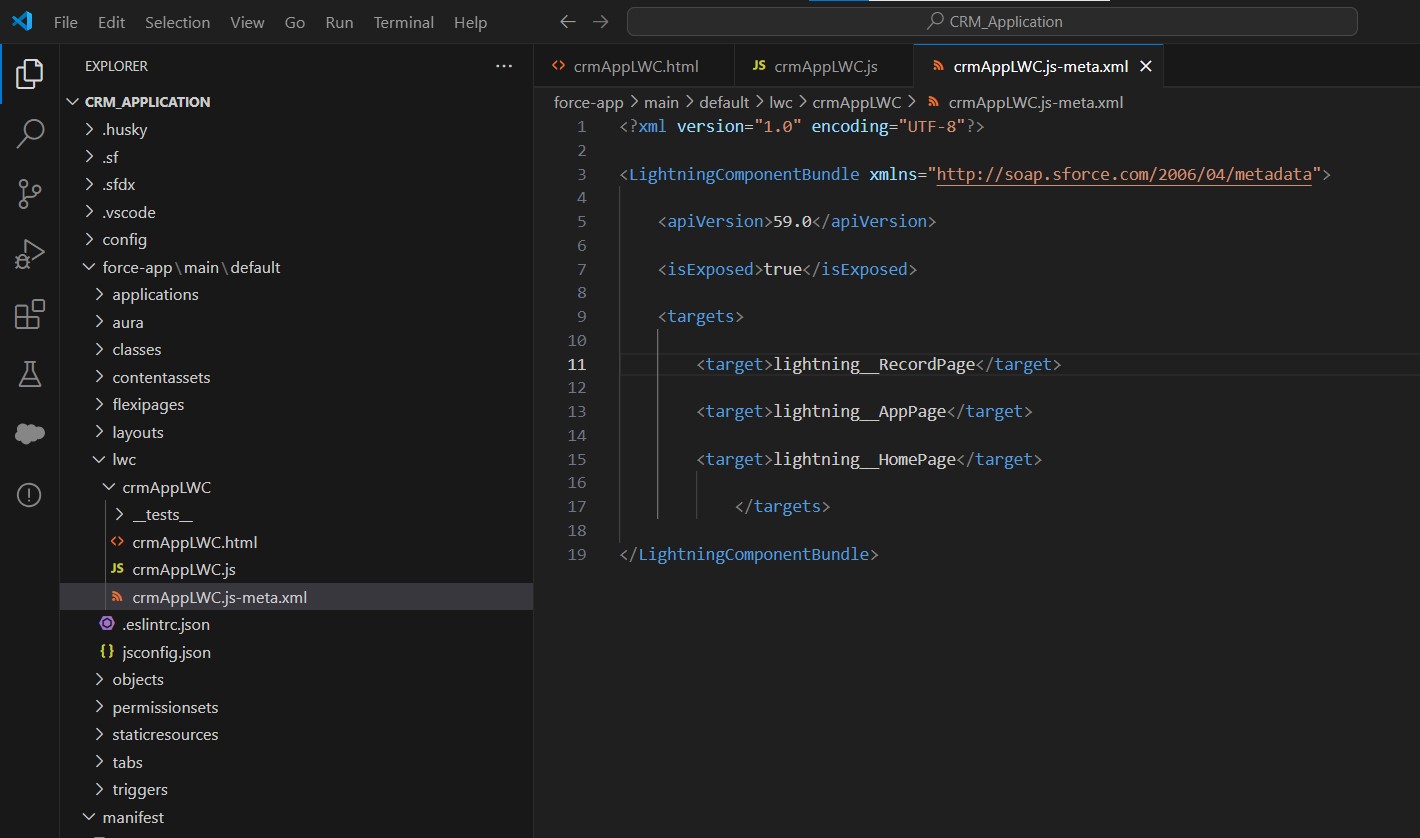 File Edit Selection View Go Run Terminal Help CRM_Application
EXPLORER ...
CRM_APPLICATION
.husky
.sf
.sfdx
.vscode
config
force-app\main\default
applications
aura
classes
contentassets
flexipages
layouts
lwc
crmAppLWC
__tests__
crmAppLWC.html
crmAppLWC.js
crmAppLWC.js-meta.xml
.eslintrc.json
jsconfig.json
objects
permissionsets
staticresources
tabs
triggers
manifest
crmAppLWC.html JS crmAppLWC.js crmAppLWC.js-meta.xml
force-app > main > default > lwc > crmAppLWC > crmAppLWC.js-meta.xml
1 <?xml version="1.0" encoding="UTF-8"?>
2
3 <LightningComponentBundle xmlns="http://soap.sforce.com/2006/04/metadata">
4
5 <apiVersion>59.0</apiVersion>
6
7 <isExposed>true</isExposed>
8
9 <targets>
10
11 <target>lightning__RecordPage</target>
12
13 <target>lightning__AppPage</target>
14
15 <target>lightning__HomePage</target>
16
17 </targets>
18
19 </LightningComponentBundle>